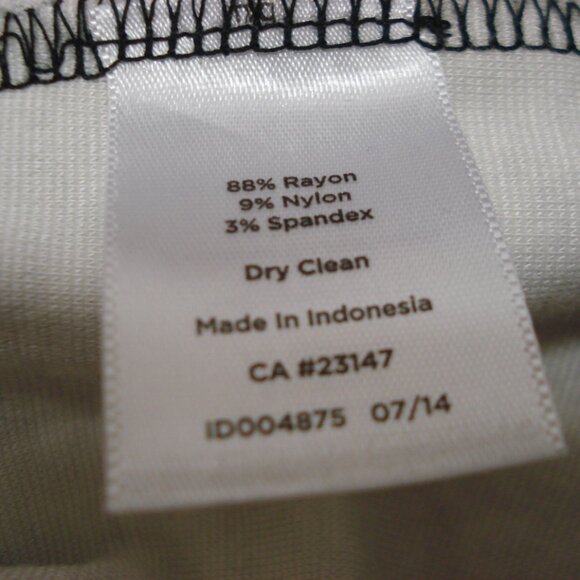 88% Rayon
9% Nylon
3% Spandex
Dry Clean
Made In Indonesia
CA #23147
ID004875 07/14